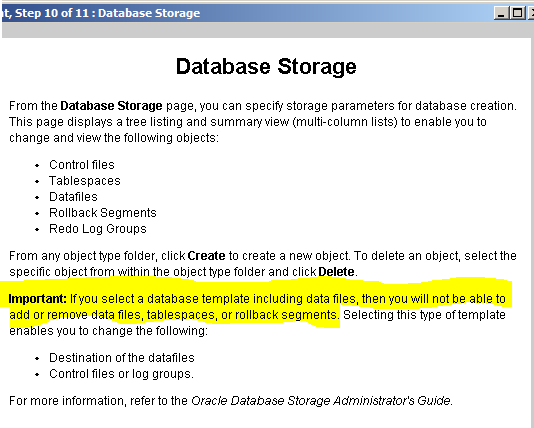 nt, Step 10 of 11 : Database Storage
Database Storage
From the Database Storage page, you can specify storage parameters for database creation.
This page displays a tree listing and summary view (multi-column lists) to enable you to
change and view the following objects:
• Control files
• Tablespaces
• Datafiles
• Rollback Segments
• Redo Log Groups
From any object type folder, click Create to create a new object. To delete an object, select the
specific object from within the object type folder and click Delete.
Important: If you select a database template including data files, then you will not be able to
add or remove data files, tablespaces, or rollback segments. Selecting this type of template
enables you to change the following:
• Destination of the datafiles
• Control files or log groups.
For more information, refer to the Oracle Database Storage Administrator's Guide.